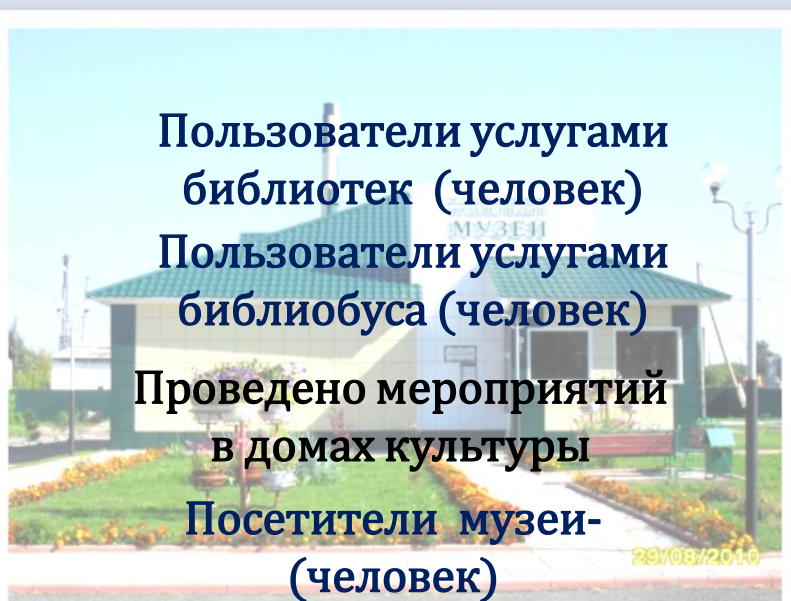 Пользователи услугами
библиотек (человек)
МУЗЕЙ
Пользователи услугами
библиобуса (человек)
Проведено мероприятий
в домах культуры
Посетители музеи-
29/08/2010
(человек)